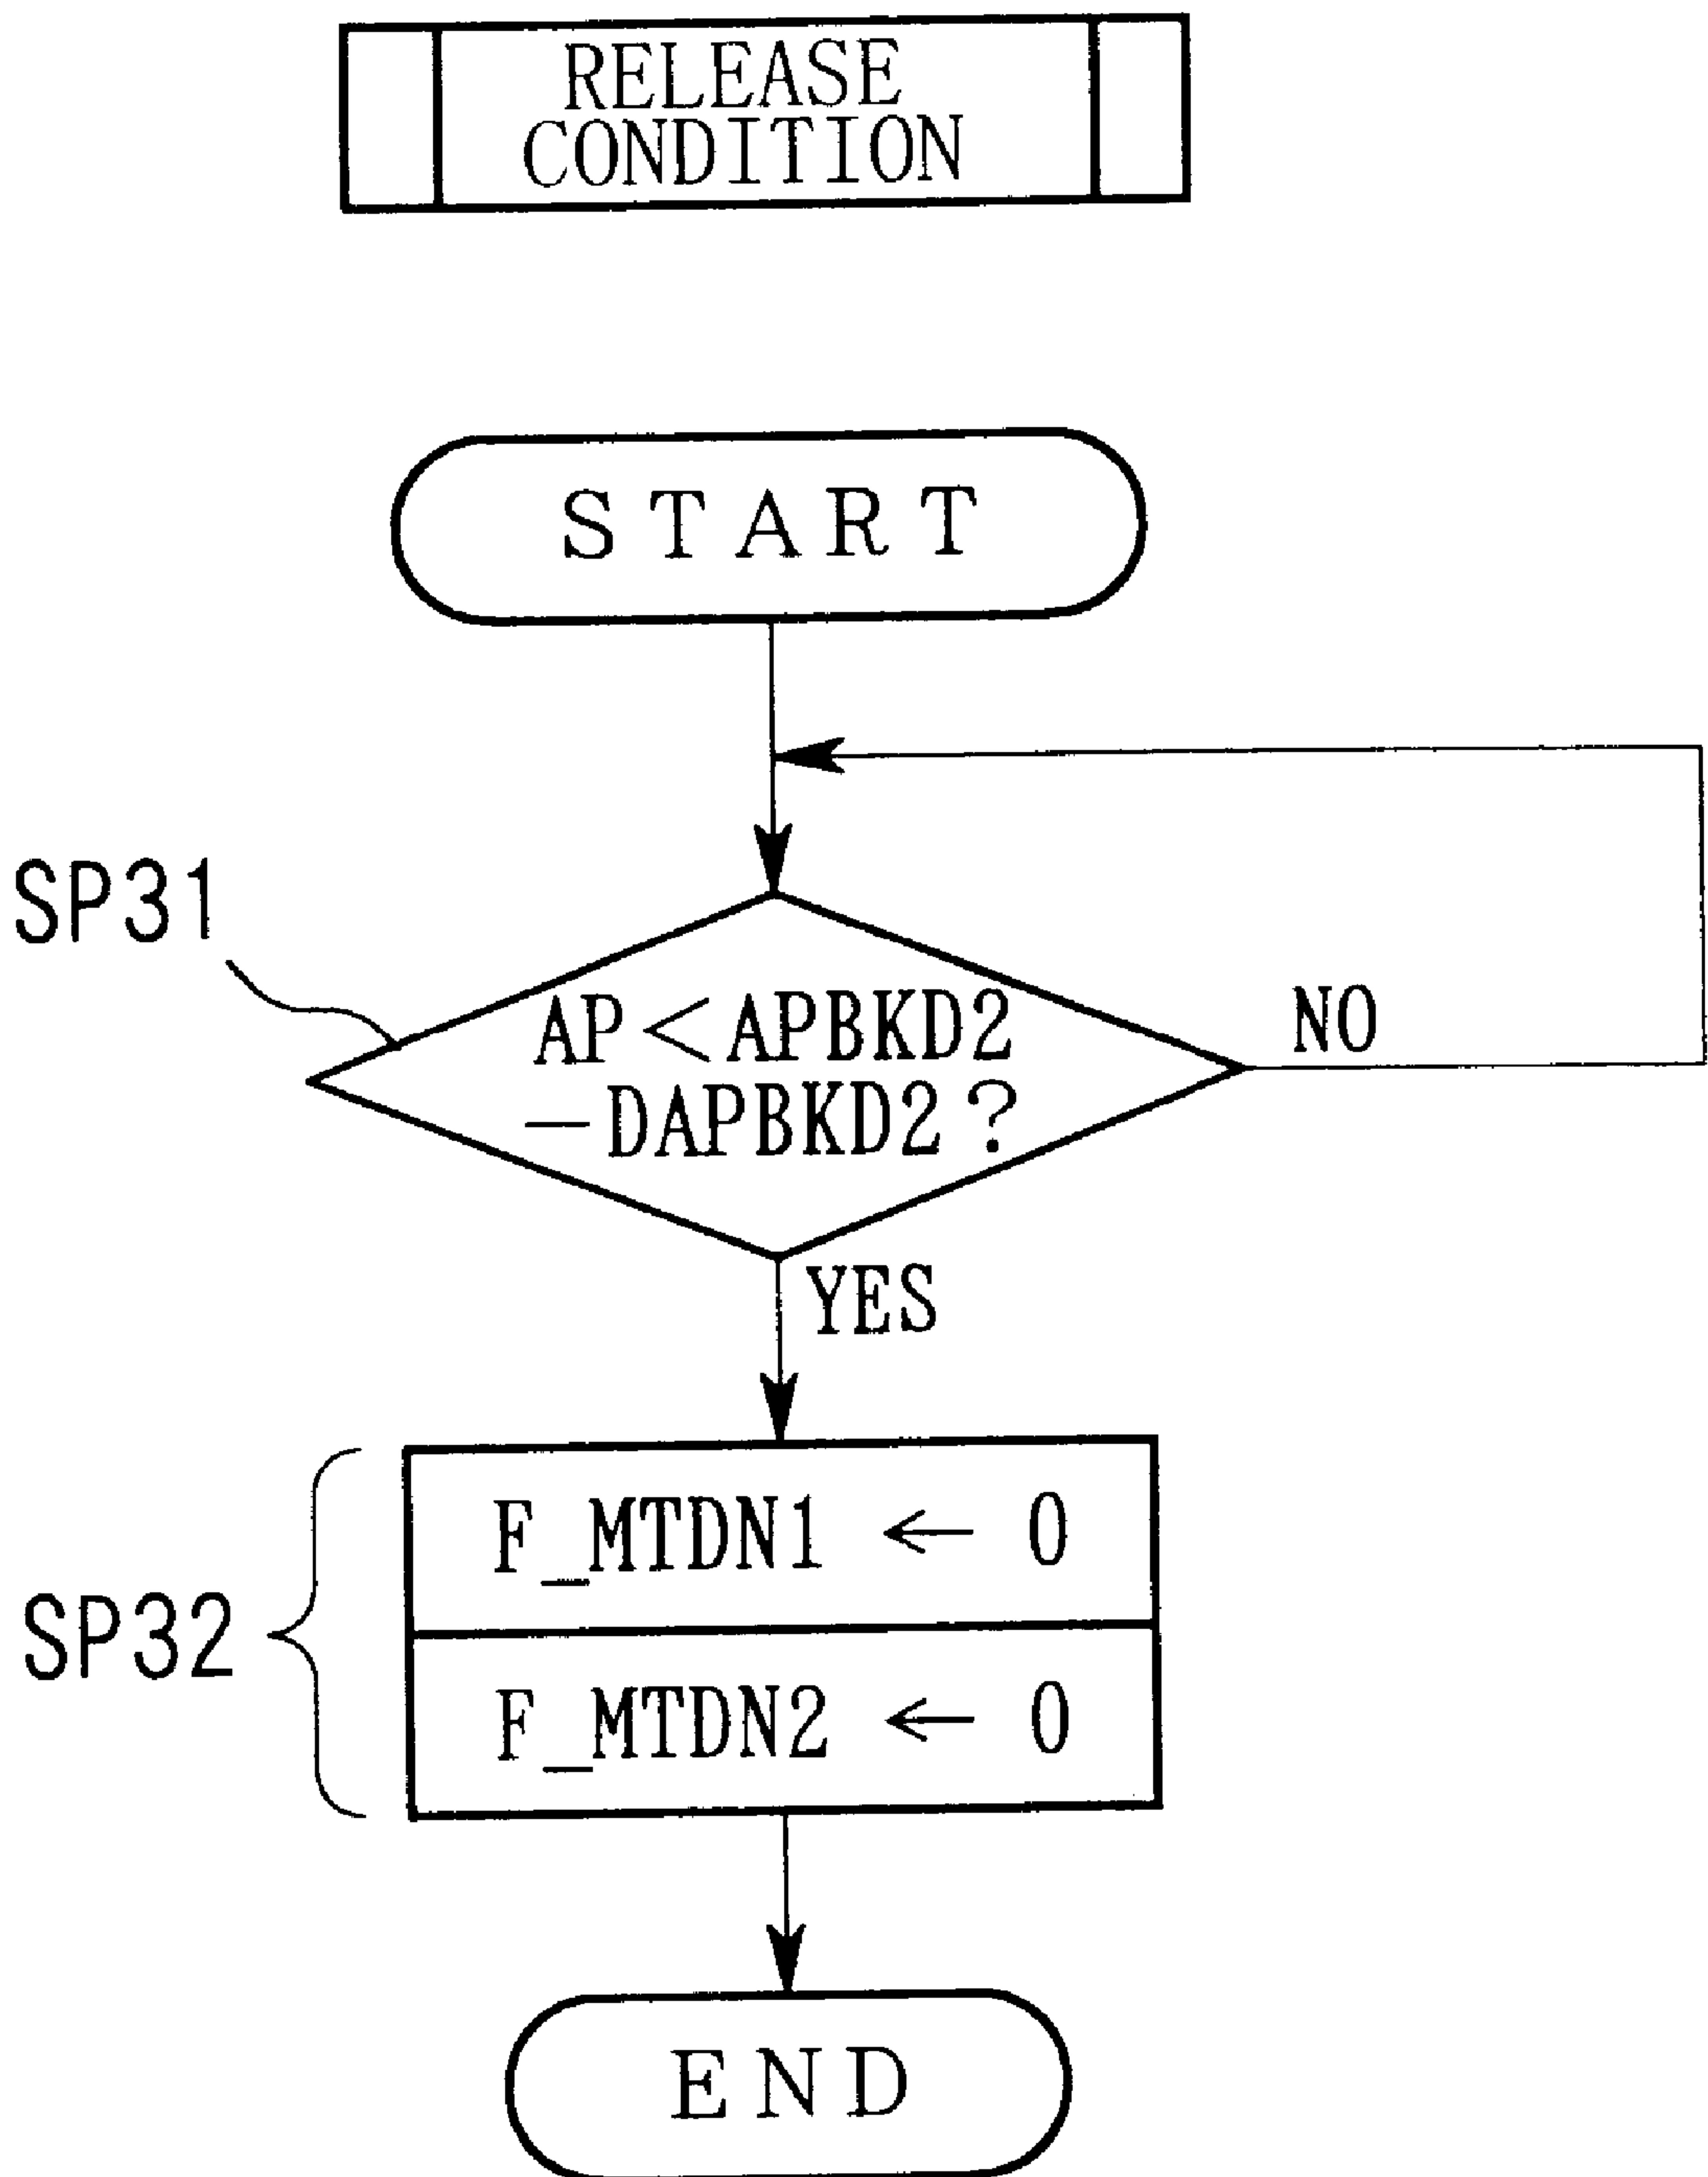 RELEASE
CONDITION
START
SP31
AP<APBKD2
-DAPBKD2?
NO
YES
SP32
F_MTDN1 ← 0
F_MTDN2 ← 0
END